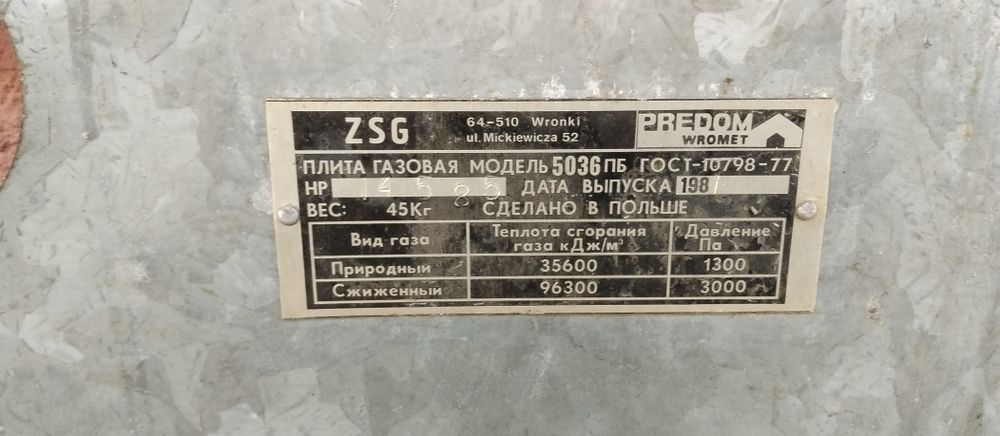 ZSG
64-510 Wronki
ul. Mickiewicza 52
PREDOM
WROMET
ПЛИТА ГАЗОВАЯ МОДЕЛЬ 5036 ПБ ГОСТ-10798-77
НР 14585 ДАТА ВЫПУСКА 198
ВЕС: 45Кг СДЕЛАНО В ПОЛЬШЕ
Вид газа Теплота сгорания газа кДж/м³ Давление Па
Природный 35600 1300
Сжиженный 96300 3000